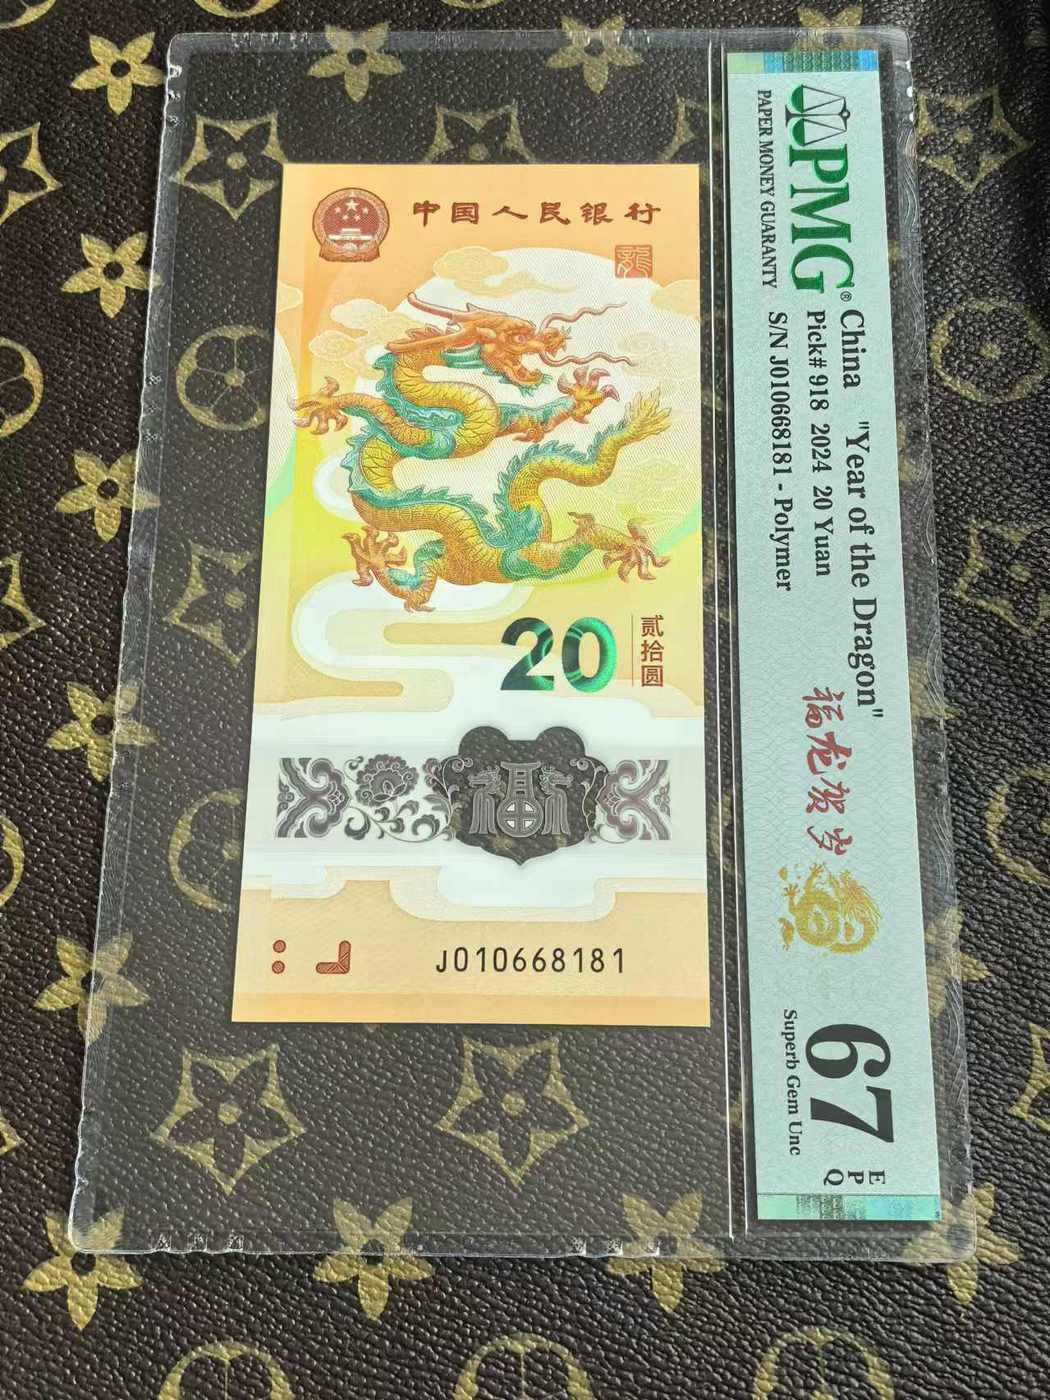 中国人民银行
龍
20
贰拾圆
福
J010668181
PMG®
PAPER MONEY GUARANTY
China "Year of the Dragon"
Pick# 918 2024 20 Yuan
S/N J010668181 - Polymer
福龙贺岁
67 EPQ
Superb Gem Unc